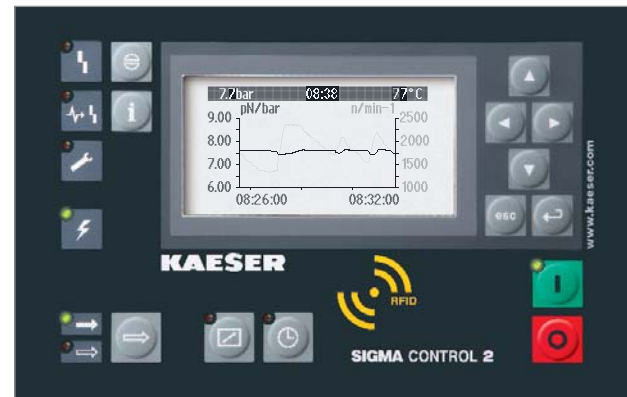 7.7bar 08:38 77°C
pN/bar n/min-1
9.00 2500
8.00 2000
7.00 1500
6.00 1000
08:26:00 08:32:00
i
esc
www.kaeser.com
KAESER
RFID
I
SIGMA CONTROL 2
O